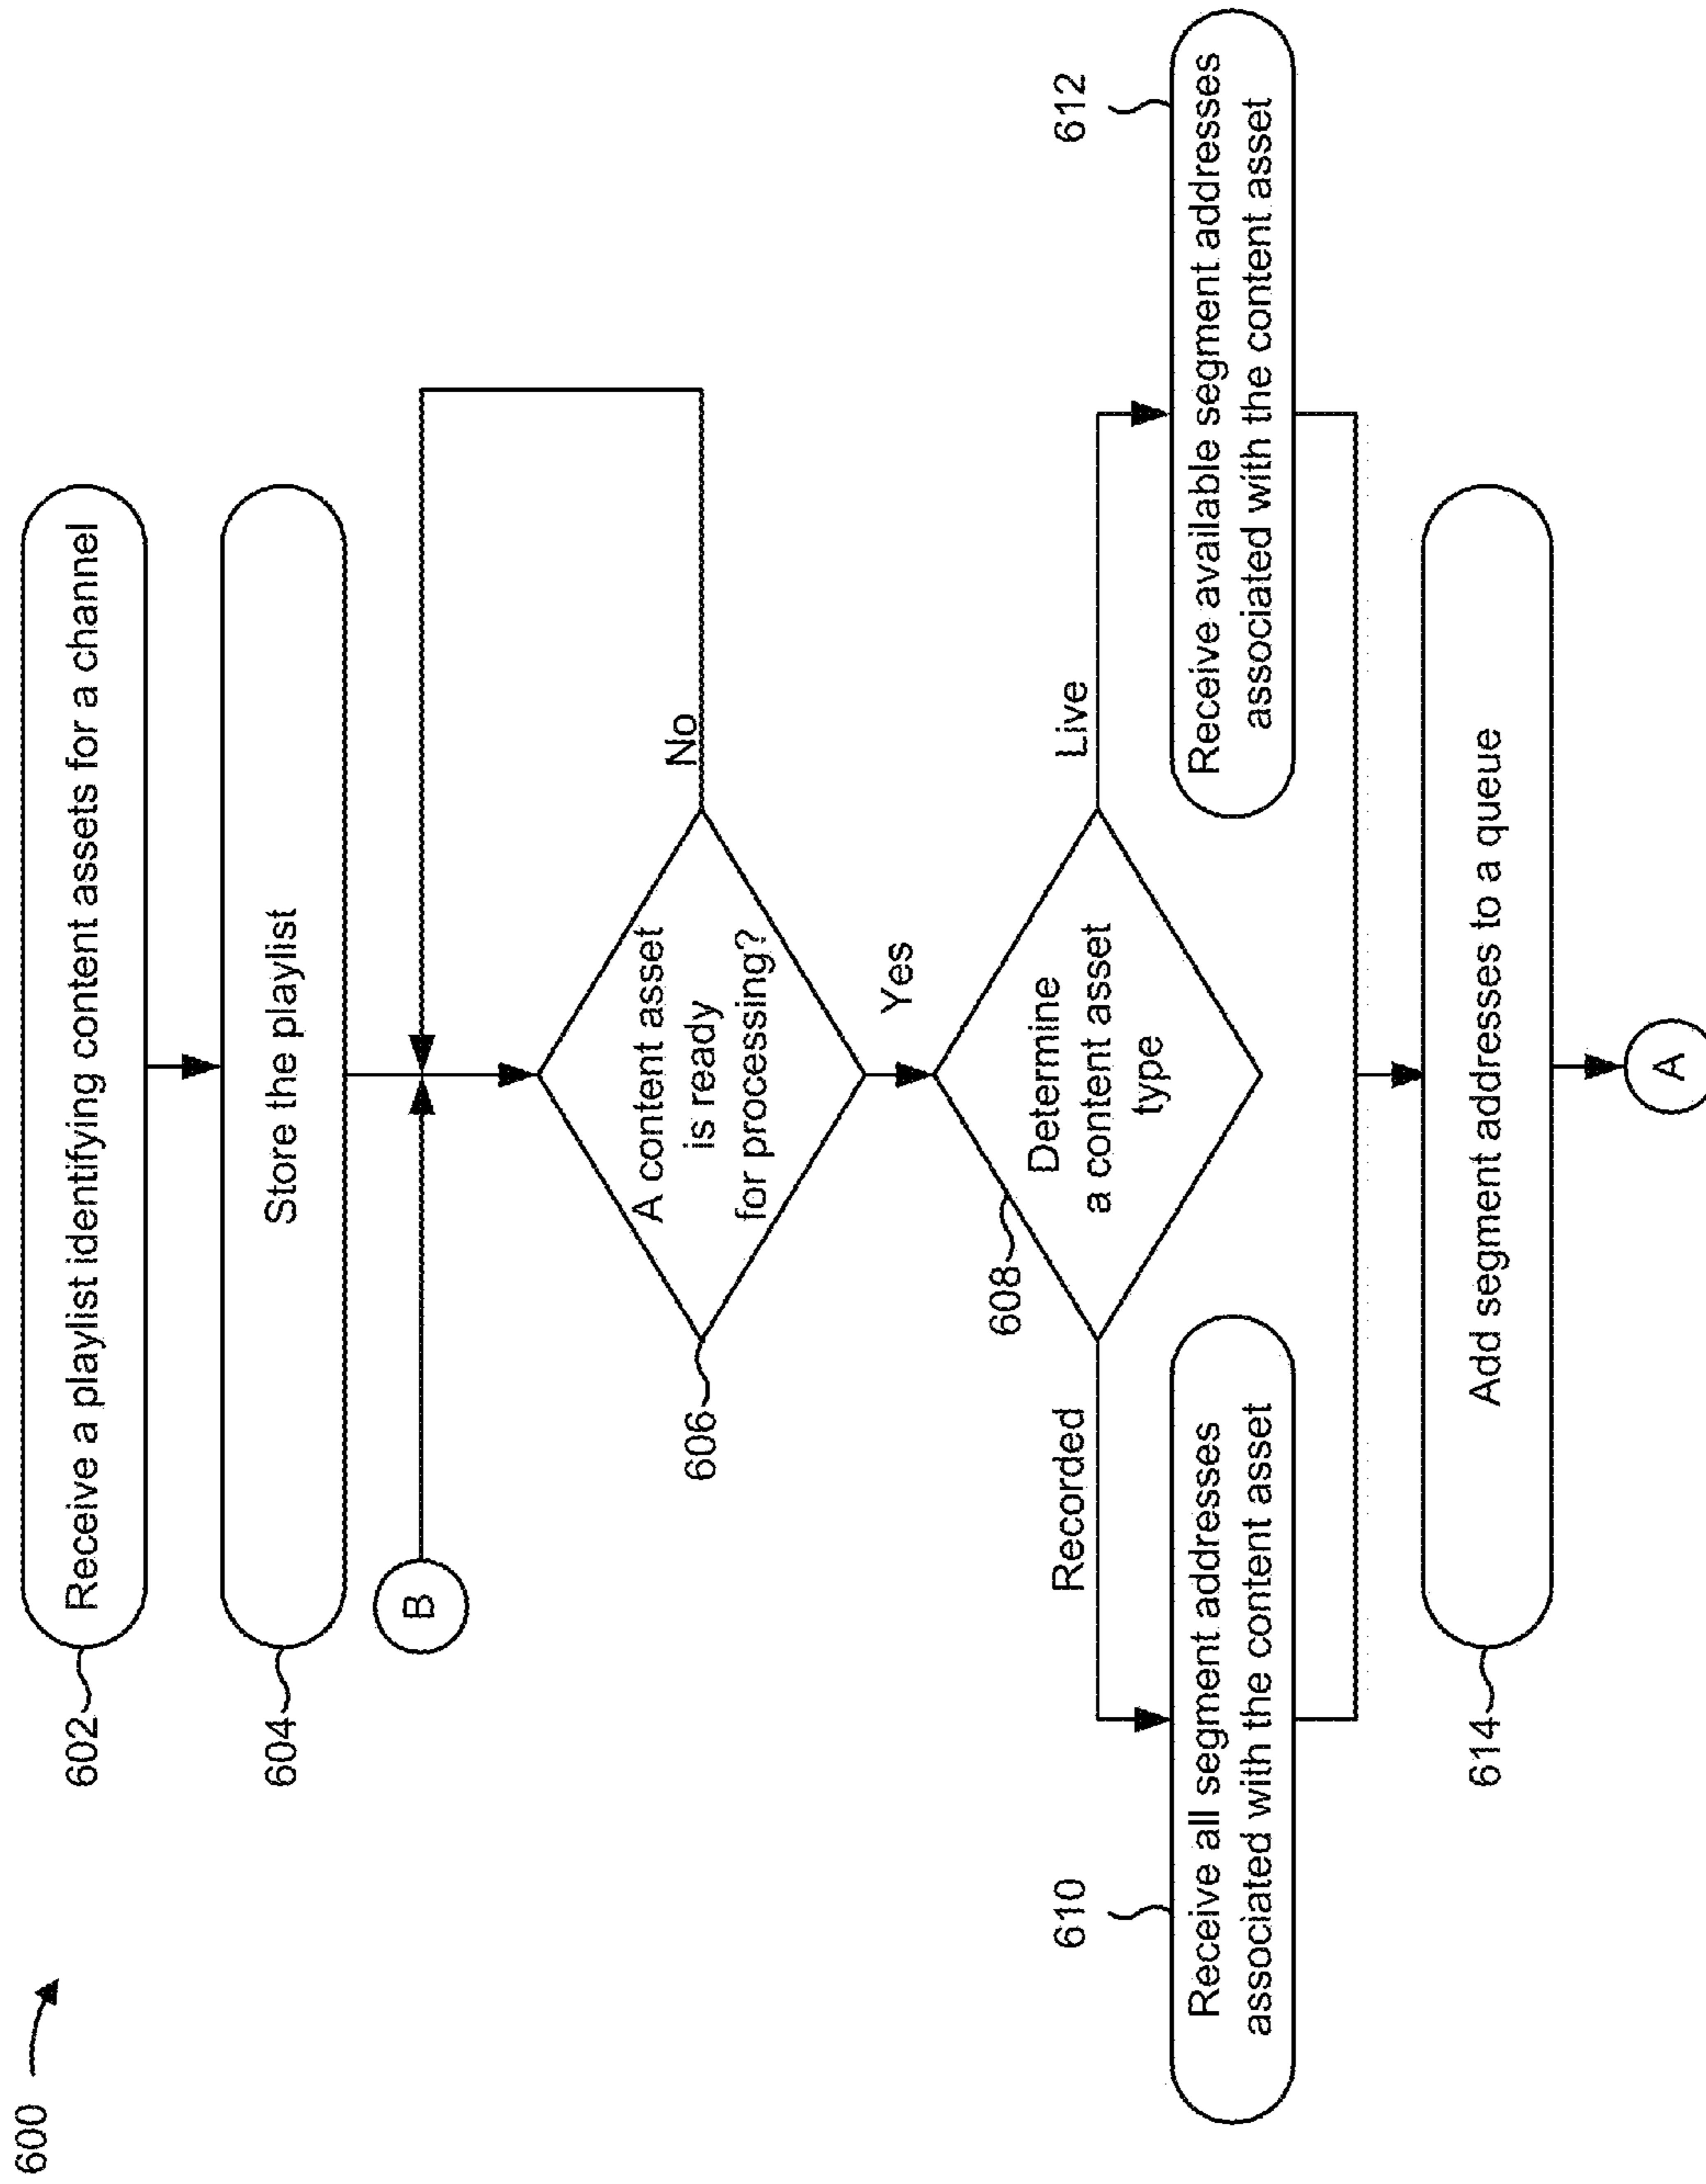 600
602
Receive a playlist identifying content assets for a channel
604
Store the playlist
B
A content asset
is ready
for processing?
606
No
Yes
Determine
a content asset
type
608
Recorded
Live
610
Receive all segment addresses
associated with the content asset
612
Receive available segment addresses
associated with the content asset
614
Add segment addresses to a queue
A